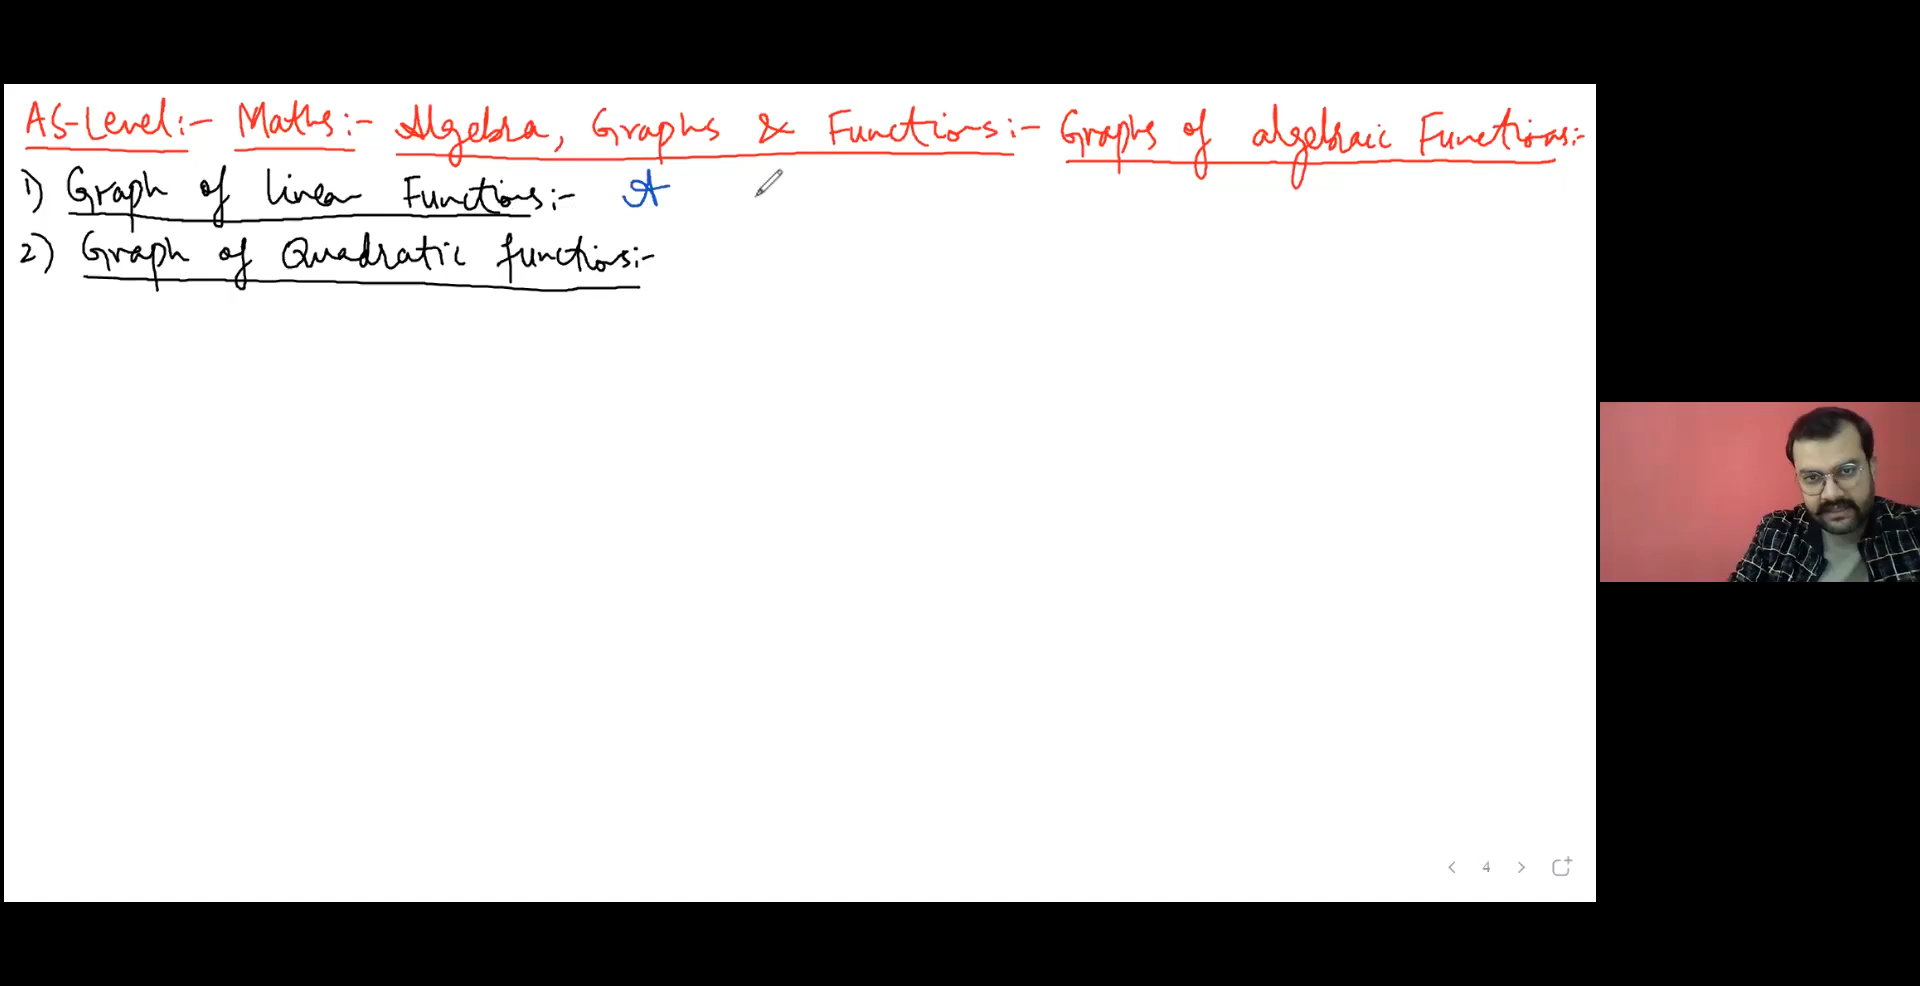 AS-Level:- Maths:- Algebra, Graphs & Functions:- Graphs of algebraic Functions:-
1) Graph of linear Functions:- A
2) Graph of Quadratic functions:-
4